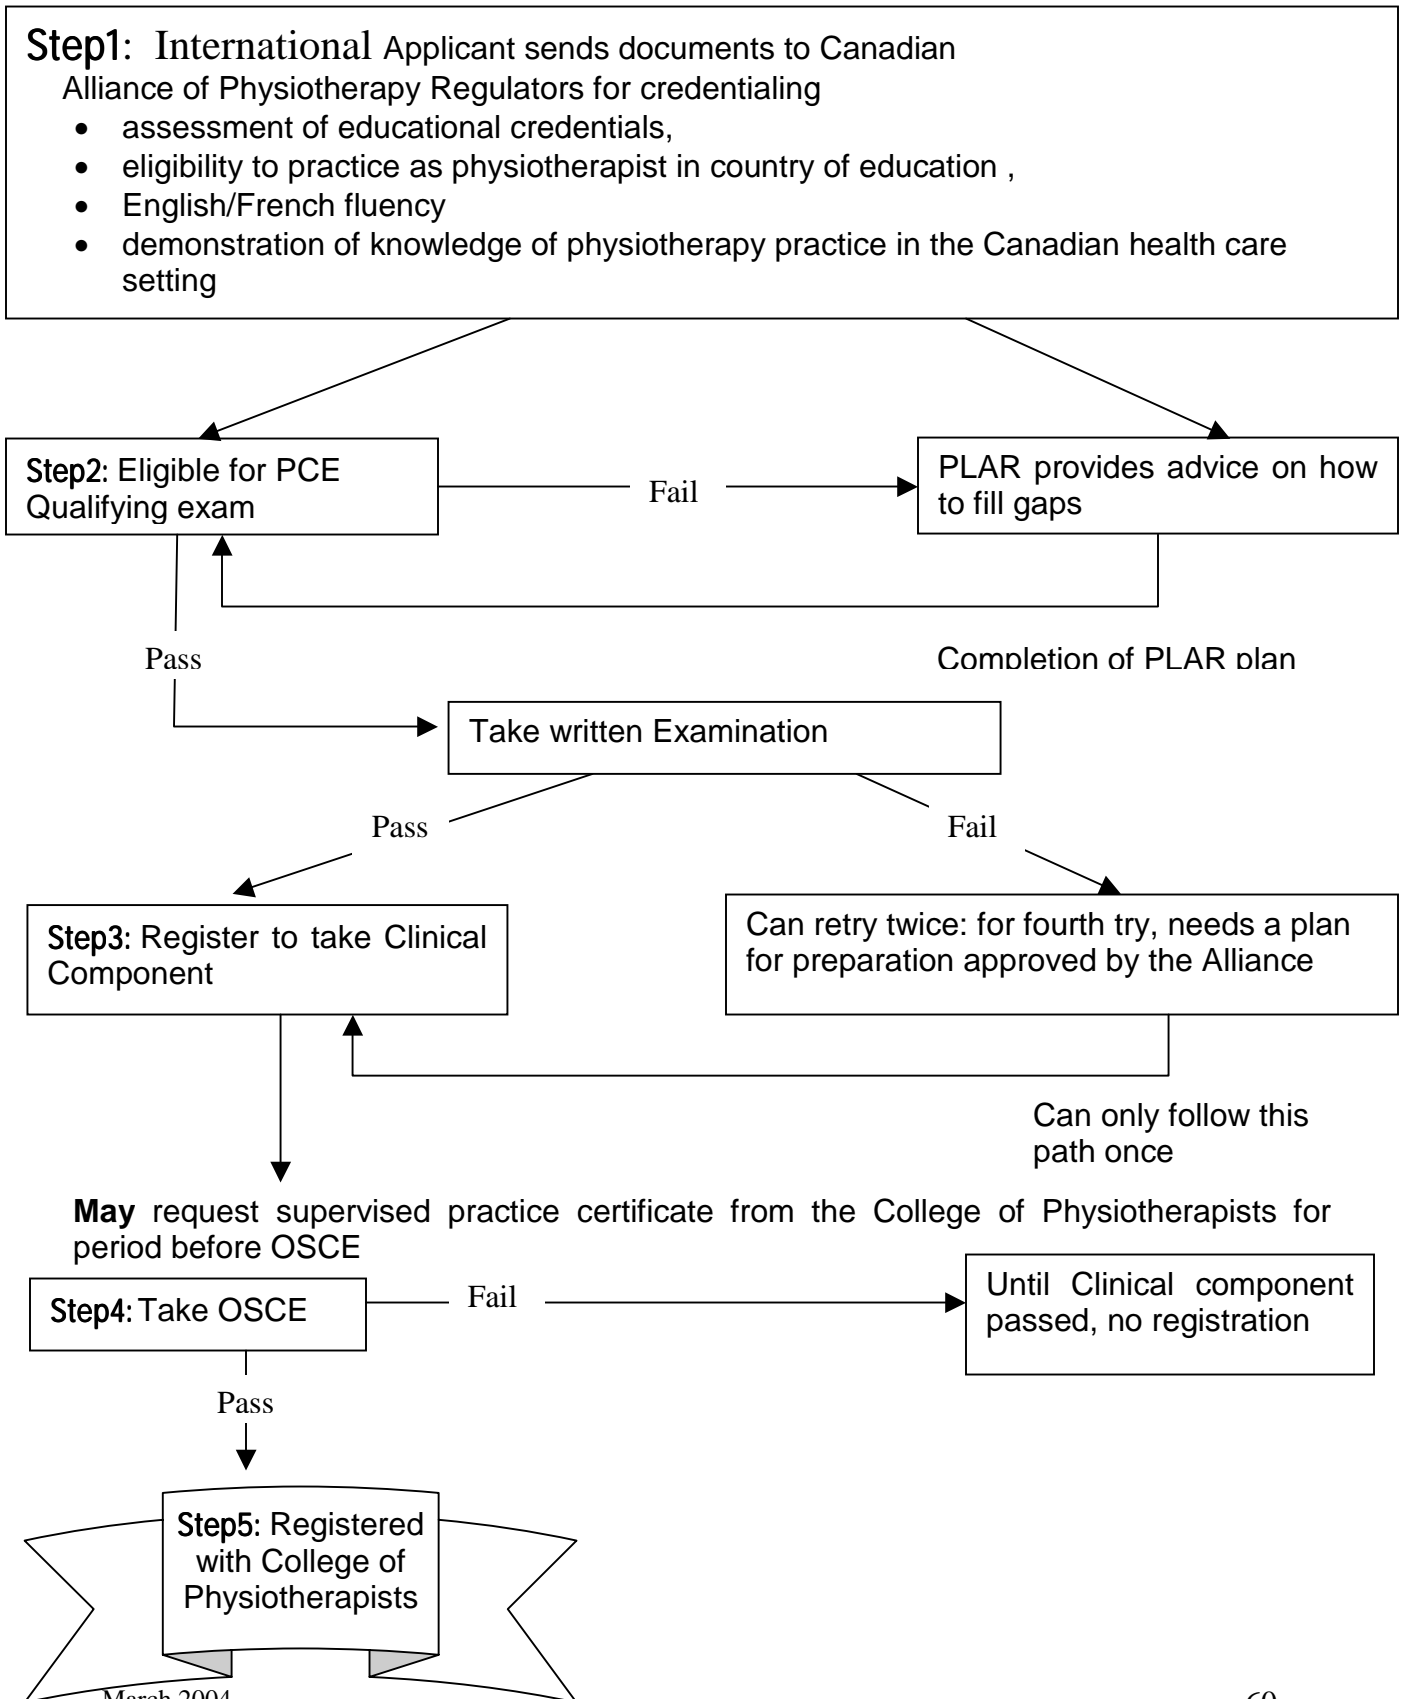 Step1: International Applicant sends documents to Canadian
Alliance of Physiotherapy Regulators for credentialing
• assessment of educational credentials,
• eligibility to practice as physiotherapist in country of education ,
• English/French fluency
• demonstration of knowledge of physiotherapy practice in the Canadian health care
setting
Step2: Eligible for PCE
Qualifying exam
Fail
PLAR provides advice on how
to fill gaps
Pass
Completion of PLAR plan
Take written Examination
Pass
Fail
Step3: Register to take Clinical
Component
Can retry twice: for fourth try, needs a plan
for preparation approved by the Alliance
Can only follow this
path once
May request supervised practice certificate from the College of Physiotherapists for
period before OSCE
Step4: Take OSCE
Fail
Until Clinical component
passed, no registration
Pass
Step5: Registered
with College of
Physiotherapists
March 2004